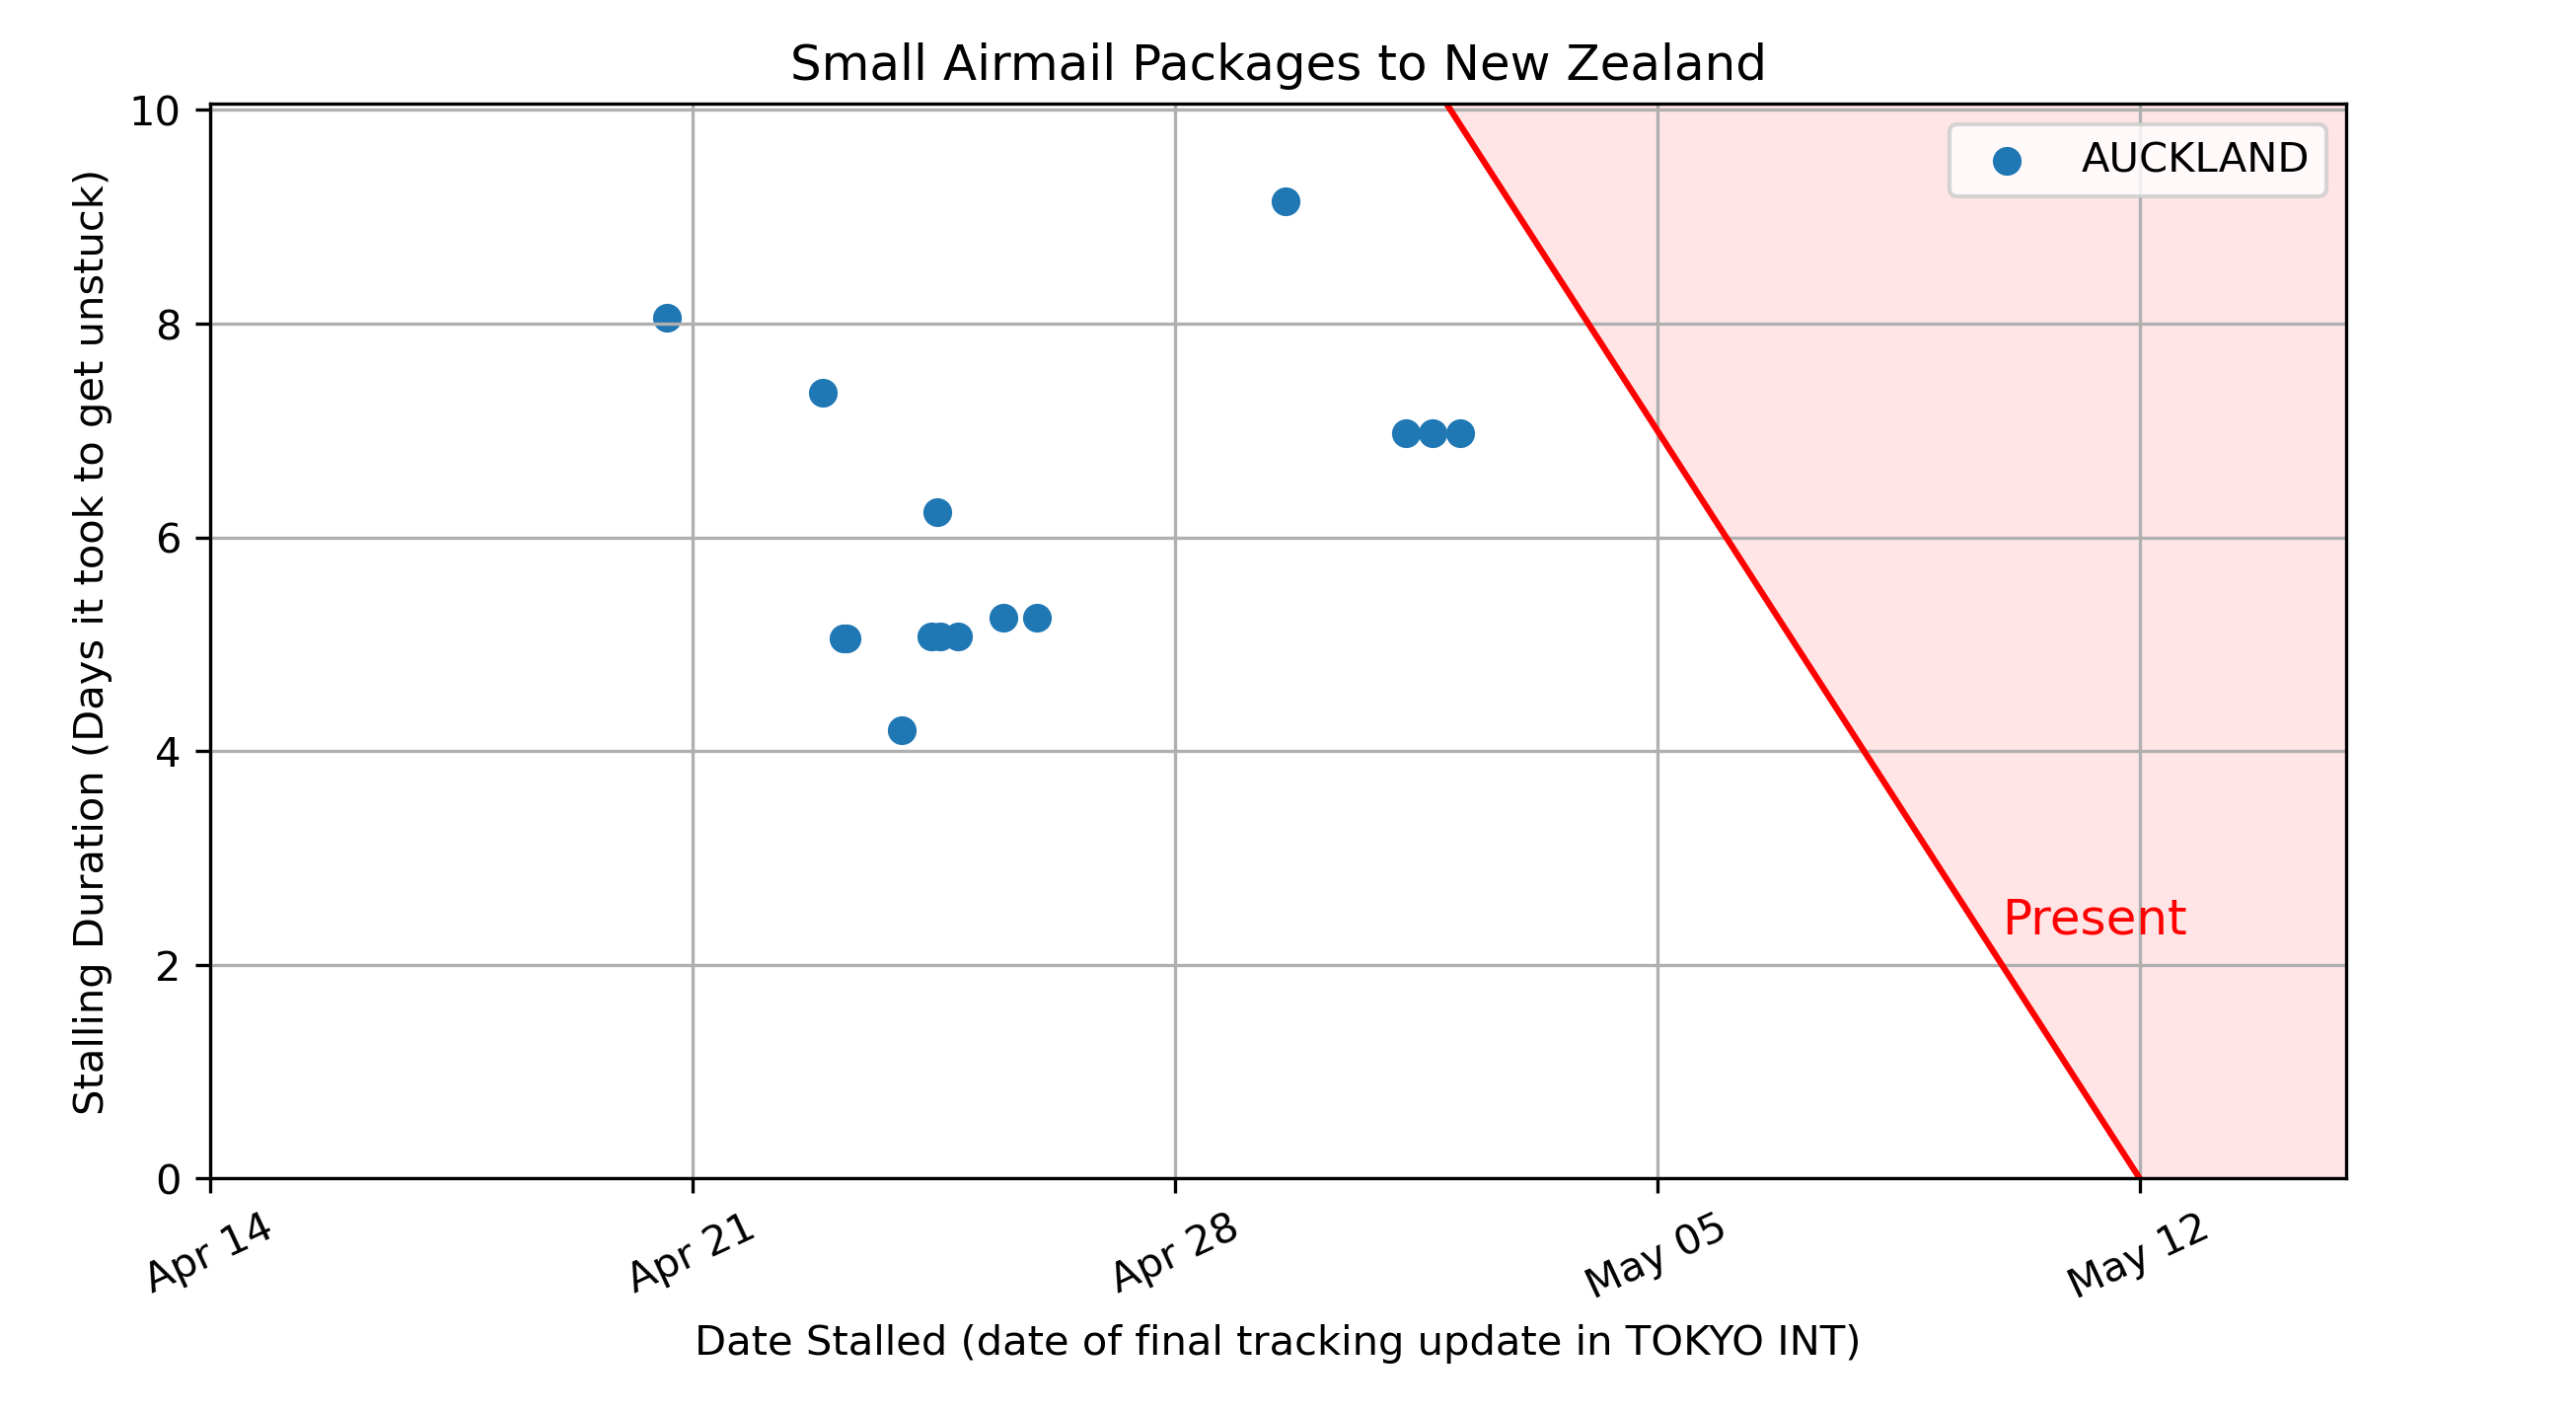 Small Airmail Packages to New Zealand
Stalling Duration (Days it took to get unstuck)
10
8
6
4
2
0
AUCKLAND
Present
Apr 14
Apr 21
Apr 28
May 05
May 12
Date Stalled (date of final tracking update in TOKYO INT)